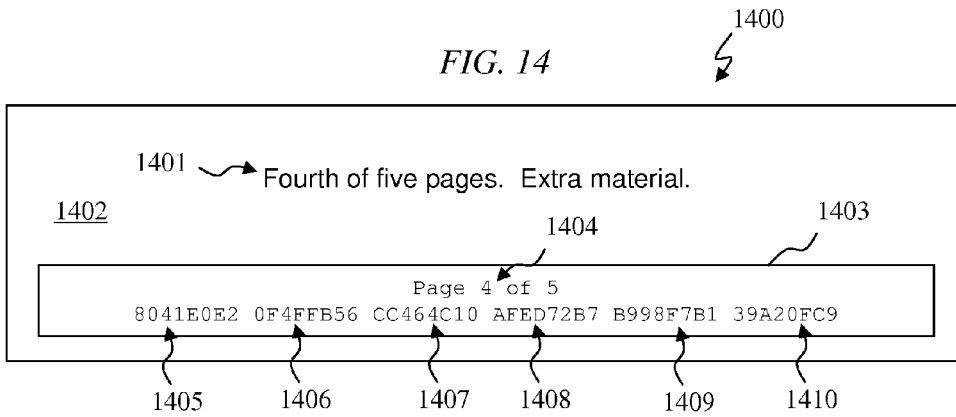 1400
FIG. 14
1401
Fourth of five pages. Extra material.
1402
1404
1403
Page 4 of 5
8041E0E2 0F4FFB56 CC464C10 AFED72B7 B998F7B1 39A20FC9
1405 1406 1407 1408 1409 1410